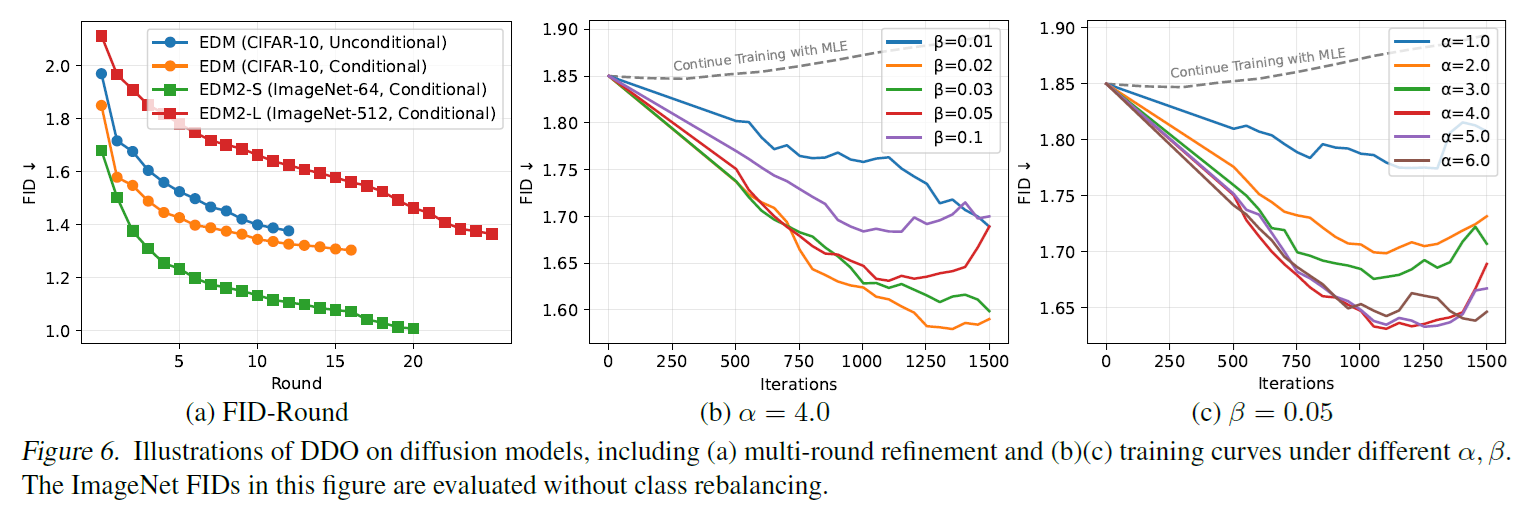 EDM (CIFAR-10, Unconditional)
EDM (CIFAR-10, Conditional)
EDM2-S (ImageNet-64, Conditional)
EDM2-L (ImageNet-512, Conditional)
FID ↓
2.0
1.8
1.6
1.4
1.2
1.0
5
10
15
20
Round
(a) FID-Round
Continue Training with MLE
β=0.01
β=0.02
β=0.03
β=0.05
β=0.1
FID ↓
1.90
1.85
1.80
1.75
1.70
1.65
1.60
0
250
500
750
1000
1250
1500
Iterations
(b) α = 4.0
Continue Training with MLE
α=1.0
α=2.0
α=3.0
α=4.0
α=5.0
α=6.0
FID ↓
1.90
1.85
1.80
1.75
1.70
1.65
0
250
500
750
1000
1250
1500
Iterations
(c) β = 0.05
Figure 6. Illustrations of DDO on diffusion models, including (a) multi-round refinement and (b)(c) training curves under different α, β.
The ImageNet FIDs in this figure are evaluated without class rebalancing.